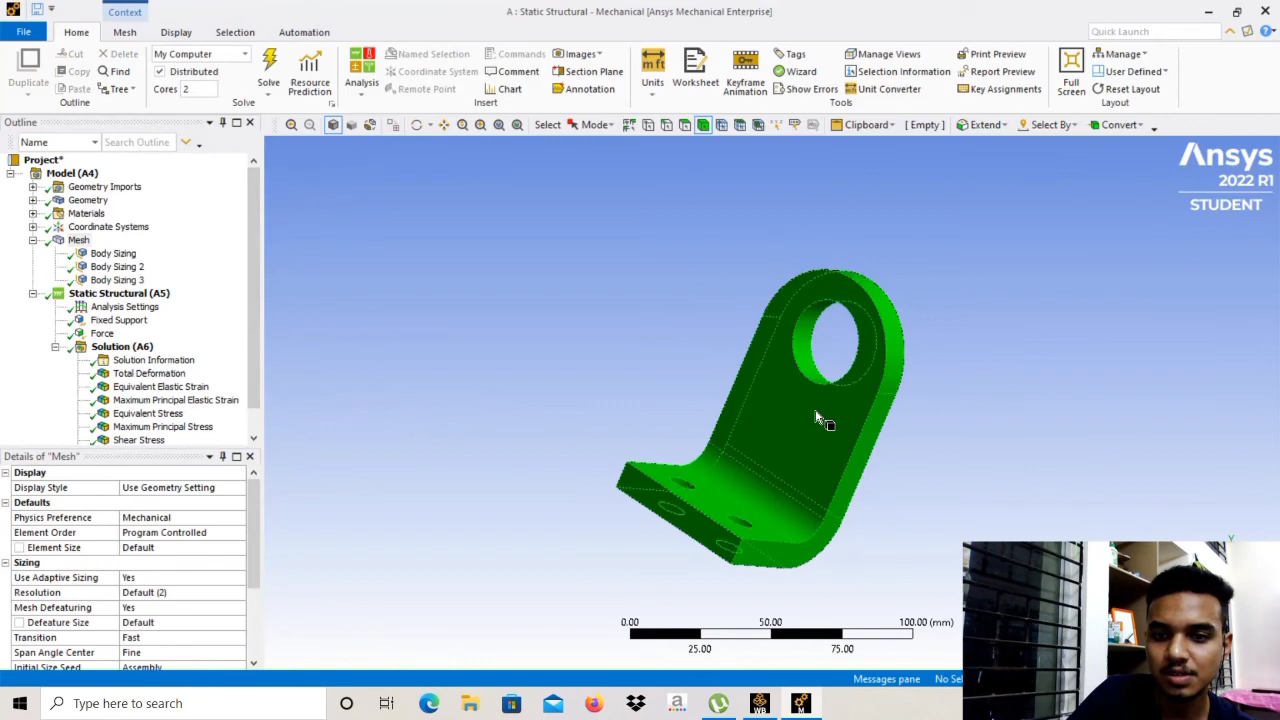 Context
A : Static Structural - Mechanical [Ansys Mechanical Enterprise]
File Home Mesh Display Selection Automation Quick Launch
Duplicate Cut Copy Paste Delete Find Tree
Outline
My Computer
Distributed
Cores 2
Solve Resource Prediction
Solve
Analysis
Named Selection Coordinate System Remote Point
Commands Comment Chart
Images Section Plane Annotation
Insert
Units Worksheet Keyframe Animation
Tags Wizard Show Errors
Manage Views Selection Information Unit Converter
Print Preview Report Preview Key Assignments
Tools
Full Screen
Manage User Defined Reset Layout
Layout
Outline
Select Mode Clipboard [ Empty ] Extend Select By Convert
Name Search Outline
Project*
Model (A4)
Geometry Imports
Geometry
Materials
Coordinate Systems
Mesh
Body Sizing
Body Sizing 2
Body Sizing 3
Static Structural (A5)
Analysis Settings
Fixed Support
Force
Solution (A6)
Solution Information
Total Deformation
Equivalent Elastic Strain
Maximum Principal Elastic Strain
Equivalent Stress
Maximum Principal Stress
Shear Stress
Details of "Mesh"
Display
Display Style Use Geometry Setting
Defaults
Physics Preference Mechanical
Element Order Program Controlled
Element Size Default
Sizing
Use Adaptive Sizing Yes
Resolution Default (2)
Mesh Defeaturing Yes
Defeature Size Default
Transition Fast
Span Angle Center Fine
Initial Size Seed Assembly
Ansys
2022 R1
STUDENT
Y
0.00 50.00 100.00 (mm)
25.00 75.00
Messages pane No Sel
Type here to search
a
WB
M